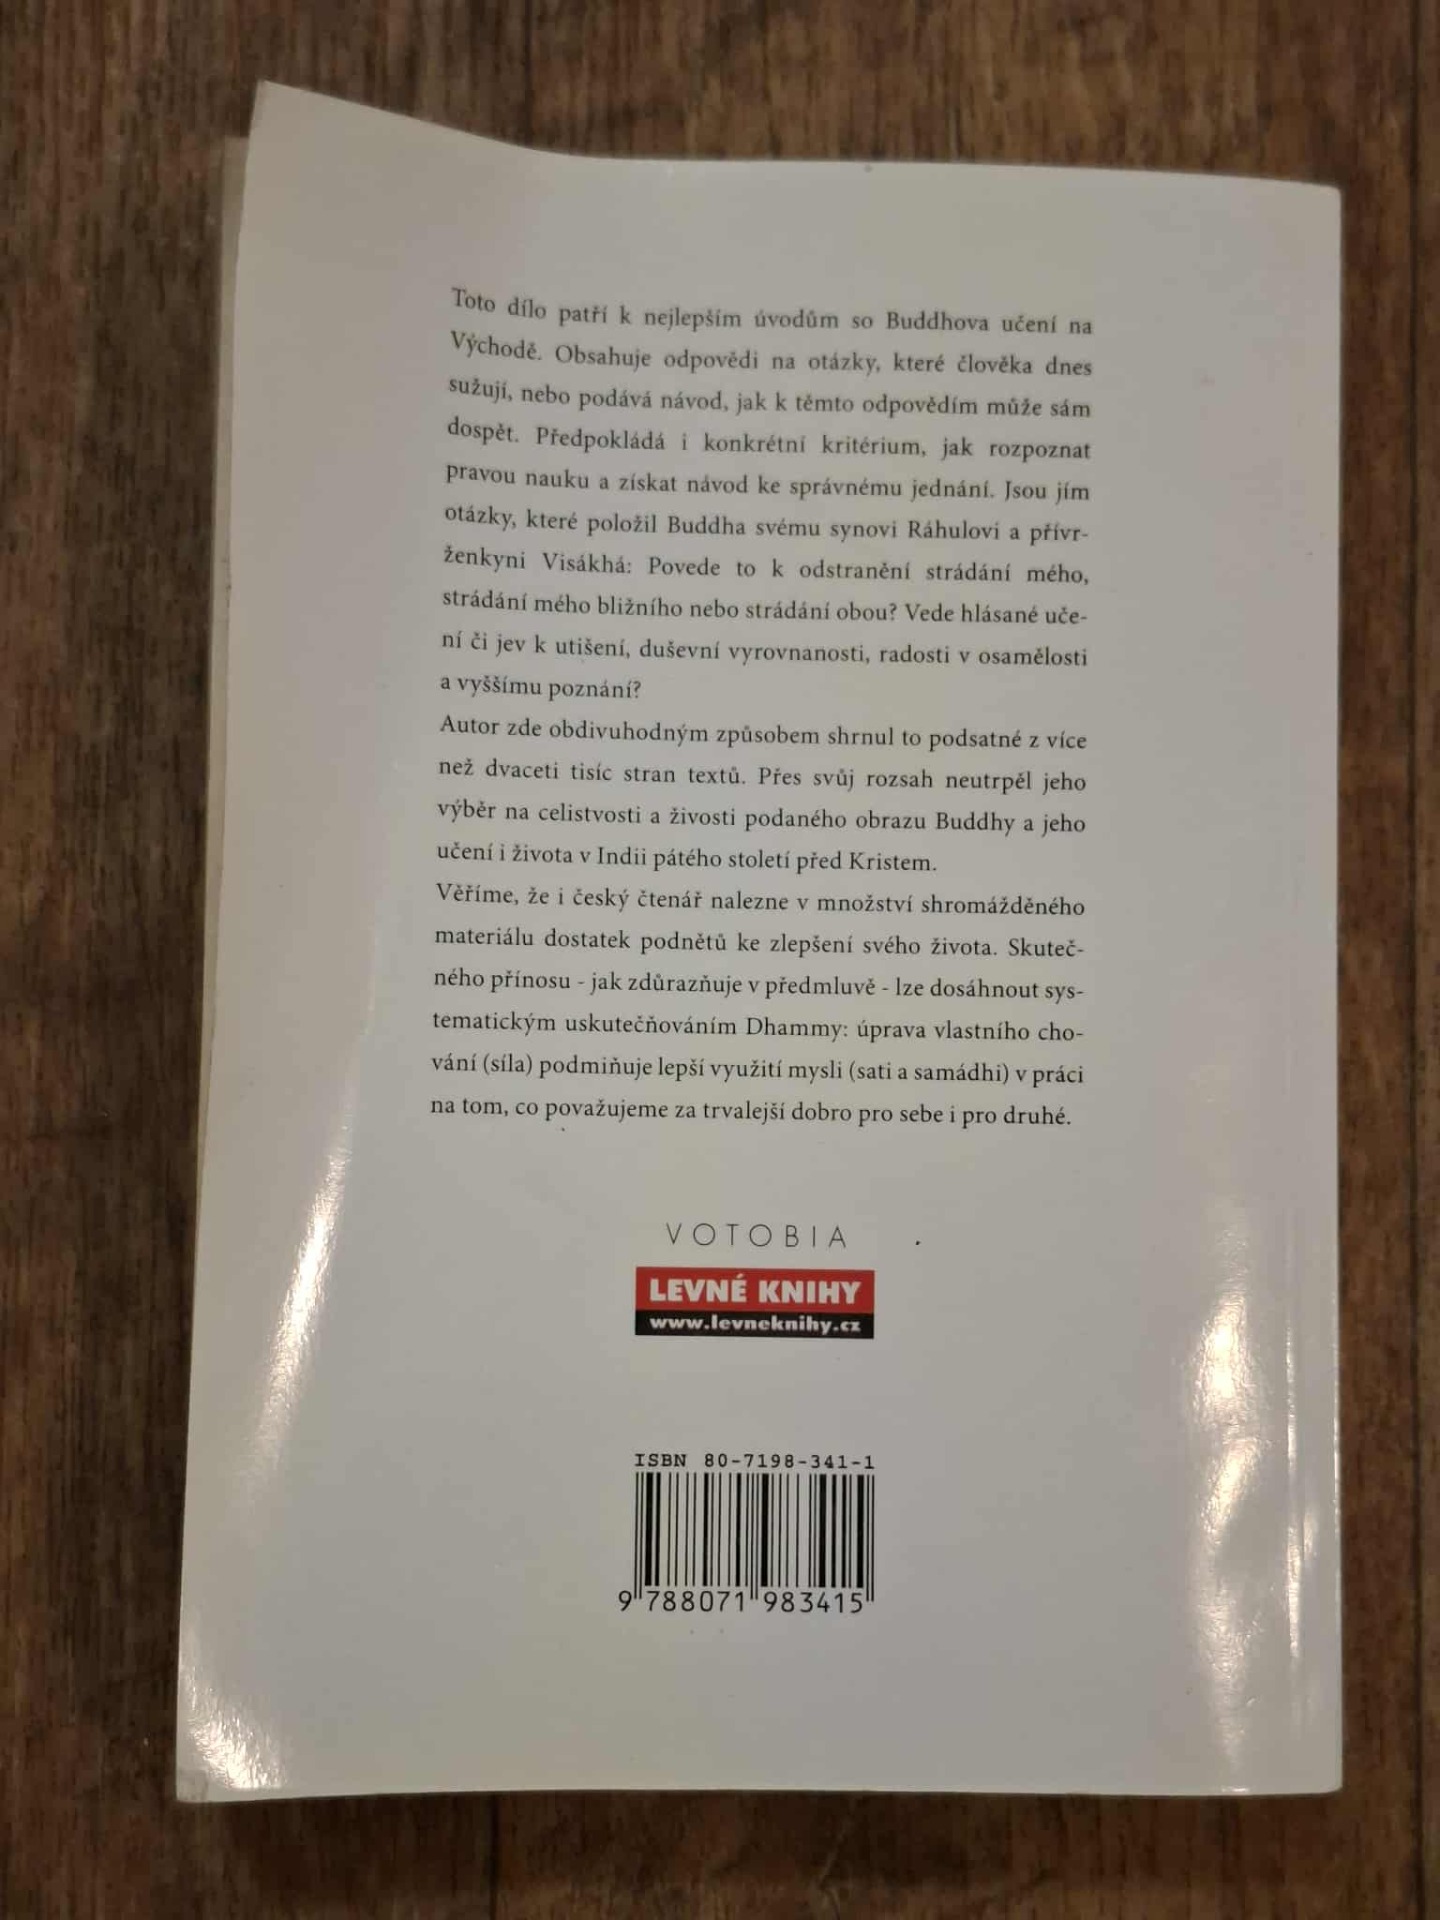 Toto dílo patří k nejlepším úvodům so Buddhova učení na
Východě. Obsahuje odpovědi na otázky, které člověka dnes
sužují, nebo podává návod, jak k těmto odpovědím může sám
dospět. Předpokládá i konkrétní kritérium, jak rozpoznat
pravou nauku a získat návod ke správnému jednání. Jsou jím
otázky, které položil Buddha svému synovi Ráhulovi a přívr-
ženkyni Visákhá: Povede to k odstranění strádání mého,
strádání mého bližního nebo strádání obou? Vede hlásané uče-
ní či jev k utišení, duševní vyrovnanosti, radosti v osamělosti
a vyššímu poznání?
Autor zde obdivuhodným způsobem shrnul to podsatné z více
než dvaceti tisíc stran textů. Přes svůj rozsah neutrpěl jeho
výběr na celistvosti a živosti podaného obrazu Buddhy a jeho
učení i života v Indii pátého století před Kristem.
Věříme, že i český čtenář nalezne v množství shromážděného
materiálu dostatek podnětů ke zlepšení svého života. Skuteč-
ného přínosu - jak zdůrazňuje v předmluvě - lze dosáhnout sys-
tematickým uskutečňováním Dhammy: úprava vlastního cho-
vání (síla) podmiňuje lepší využití mysli (sati a samádhi) v práci
na tom, co považujeme za trvalejší dobro pro sebe i pro druhé.
VOTOBIA
LEVNÉ KNIHY
www.levneknihy.cz
ISBN 80-7198-341-1
9 788071 983415